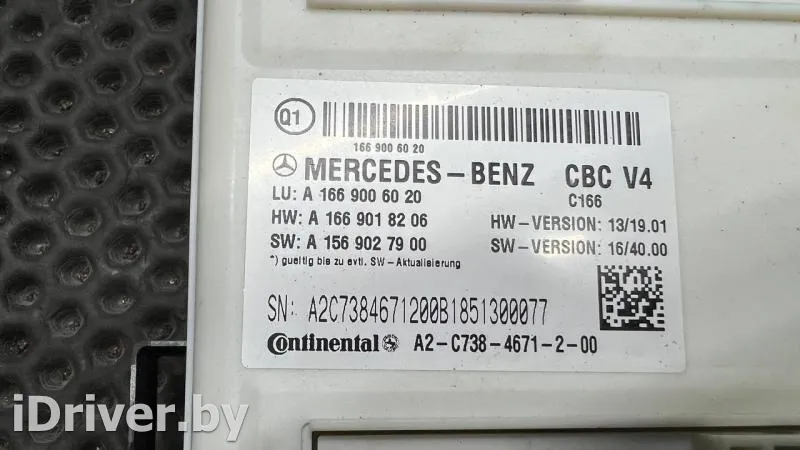 Q1
166 900 60 20
MERCEDES-BENZ CBC V4
C166
LU: A 166 900 60 20
HW: A 166 901 82 06 HW-VERSION: 13/19.01
SW: A 156 902 79 00 SW-VERSION: 16/40.00
*) gueltig bis zu evtl. SW-Aktualisierung
SN: A2C7384671200B1851300077
Continental A2-C738-4671-2-00
iDriver.by